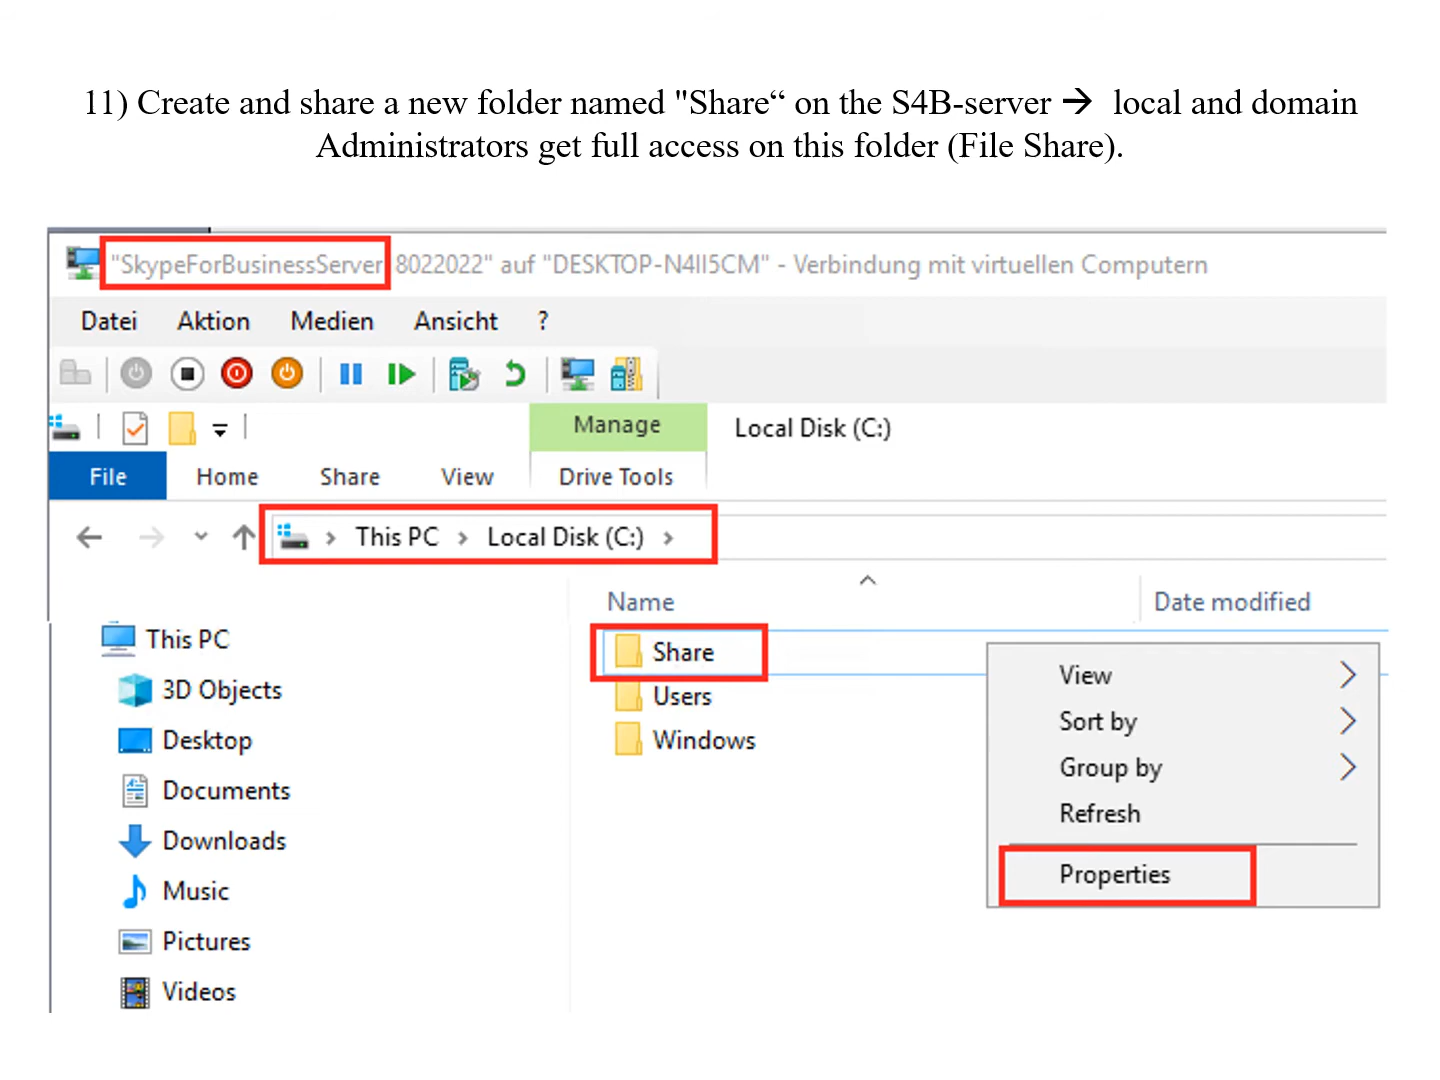 11) Create and share a new folder named "Share“ on the S4B-server → local and domain
Administrators get full access on this folder (File Share).
"SkypeForBusinessServer 8022022" auf "DESKTOP-N4II5CM" - Verbindung mit virtuellen Computern
Datei Aktion Medien Ansicht ?
Manage Local Disk (C:)
File Home Share View Drive Tools
This PC > Local Disk (C:) >
Name Date modified
This PC
3D Objects
Desktop
Documents
Downloads
Music
Pictures
Videos
Share
Users
Windows
View
Sort by
Group by
Refresh
Properties